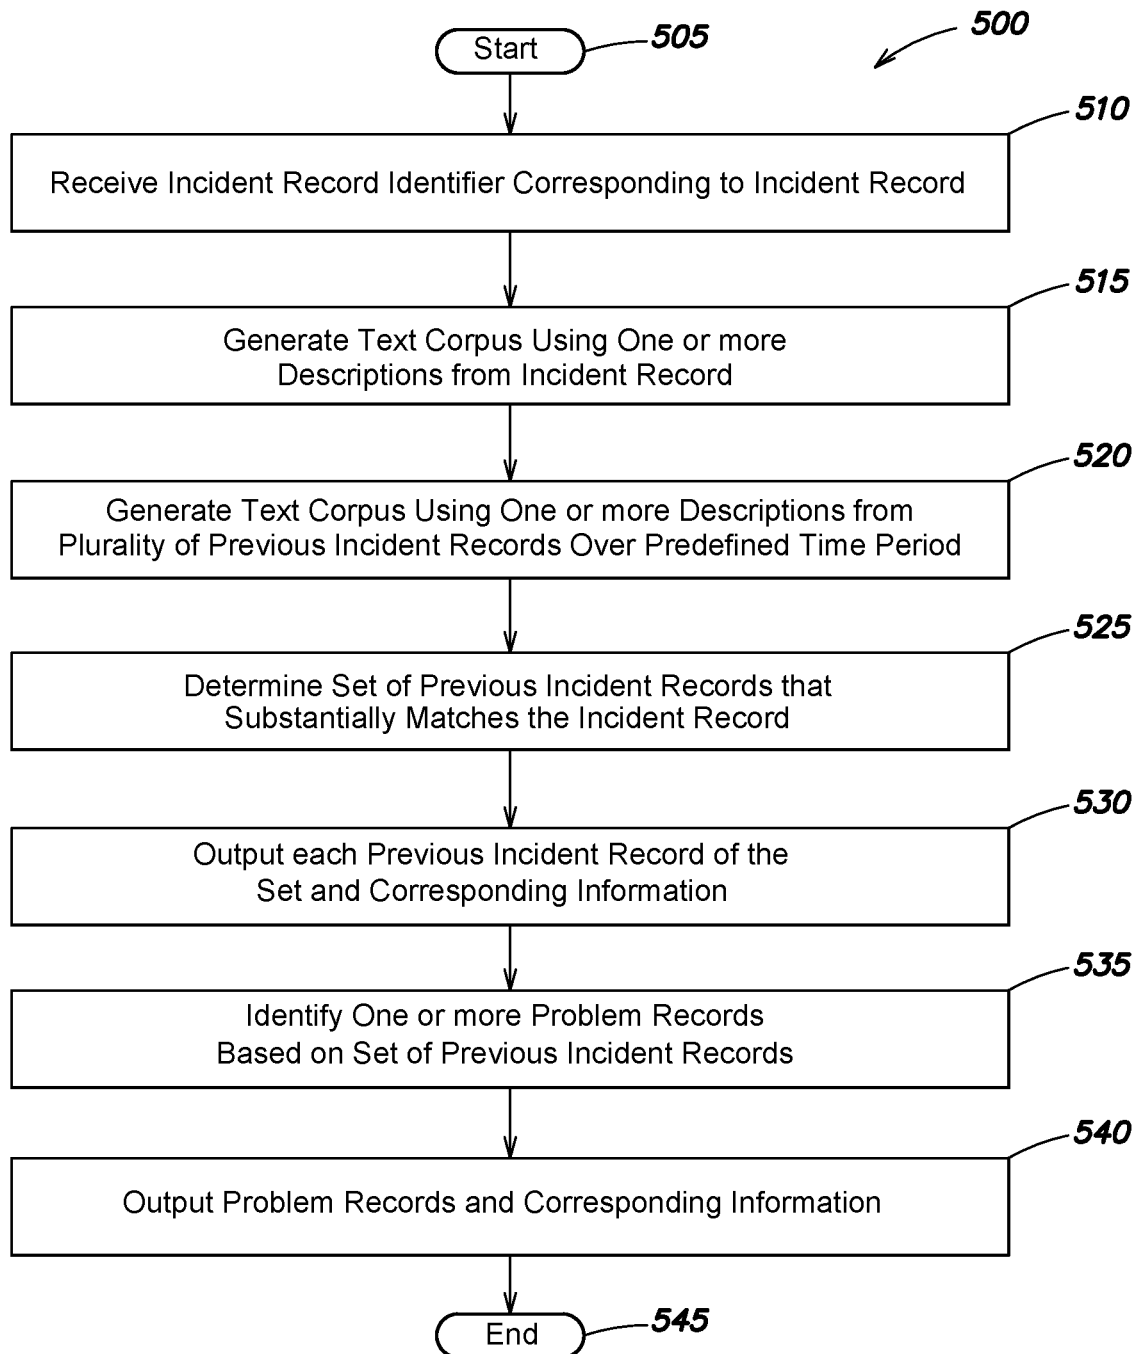 Start
505
500
510
Receive Incident Record Identifier Corresponding to Incident Record
515
Generate Text Corpus Using One or more
Descriptions from Incident Record
520
Generate Text Corpus Using One or more Descriptions from
Plurality of Previous Incident Records Over Predefined Time Period
525
Determine Set of Previous Incident Records that
Substantially Matches the Incident Record
530
Output each Previous Incident Record of the
Set and Corresponding Information
535
Identify One or more Problem Records
Based on Set of Previous Incident Records
540
Output Problem Records and Corresponding Information
End
545